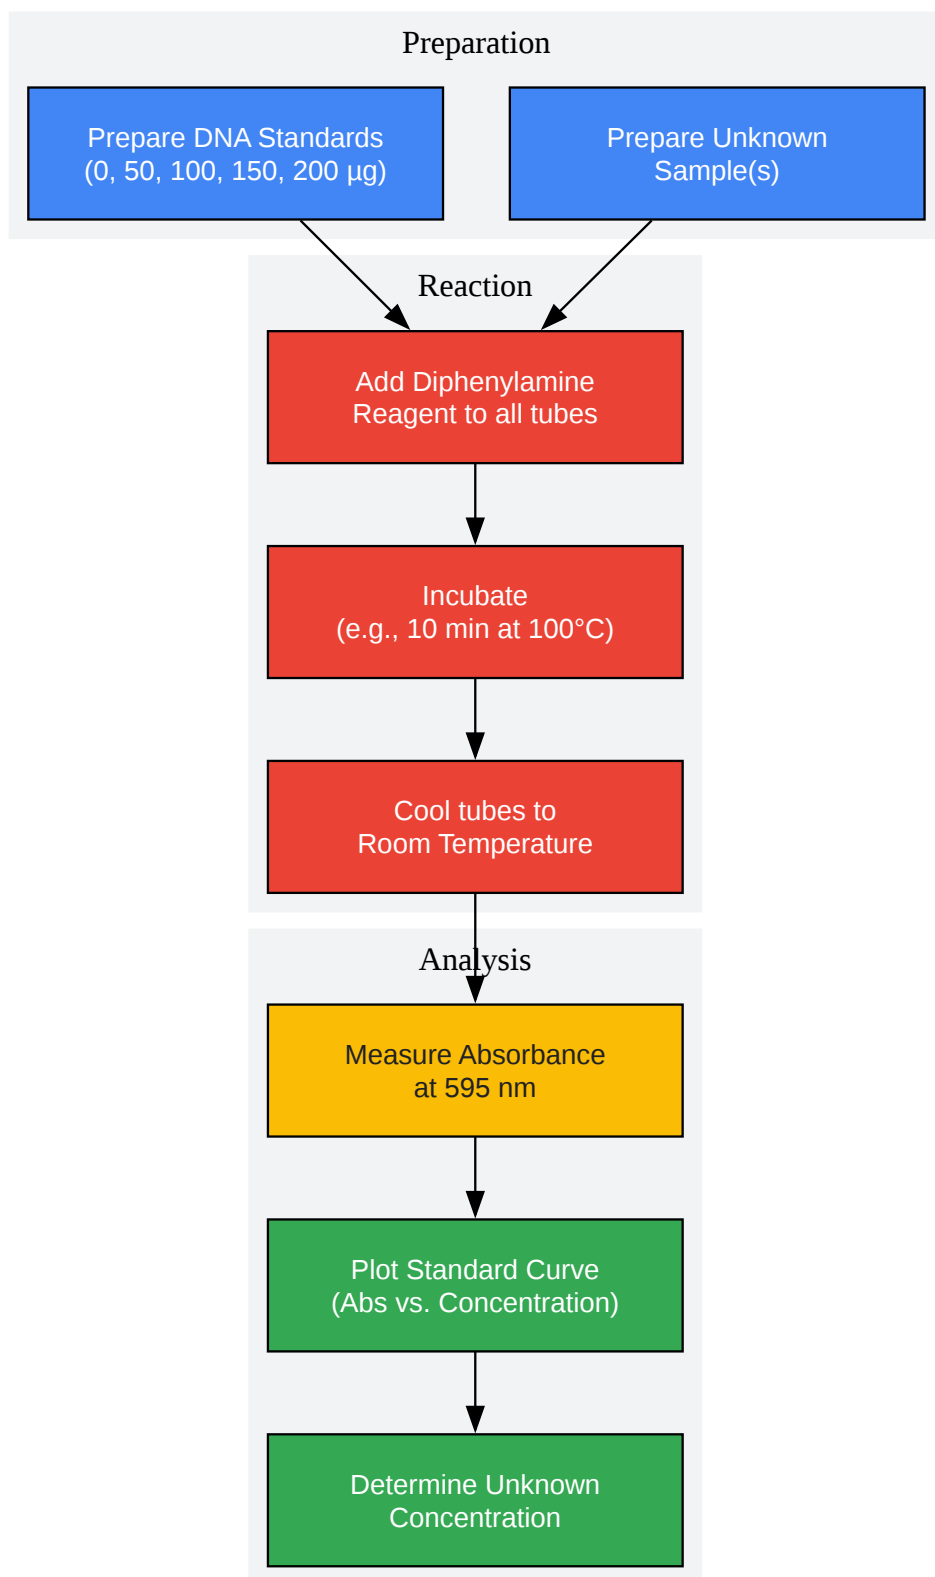 Preparation
Prepare DNA Standards
(0, 50, 100, 150, 200 µg)
Prepare Unknown
Sample(s)
Reaction
Add Diphenylamine
Reagent to all tubes
Incubate
(e.g., 10 min at 100°C)
Cool tubes to
Room Temperature
Analysis
Measure Absorbance
at 595 nm
Plot Standard Curve
(Abs vs. Concentration)
Determine Unknown
Concentration